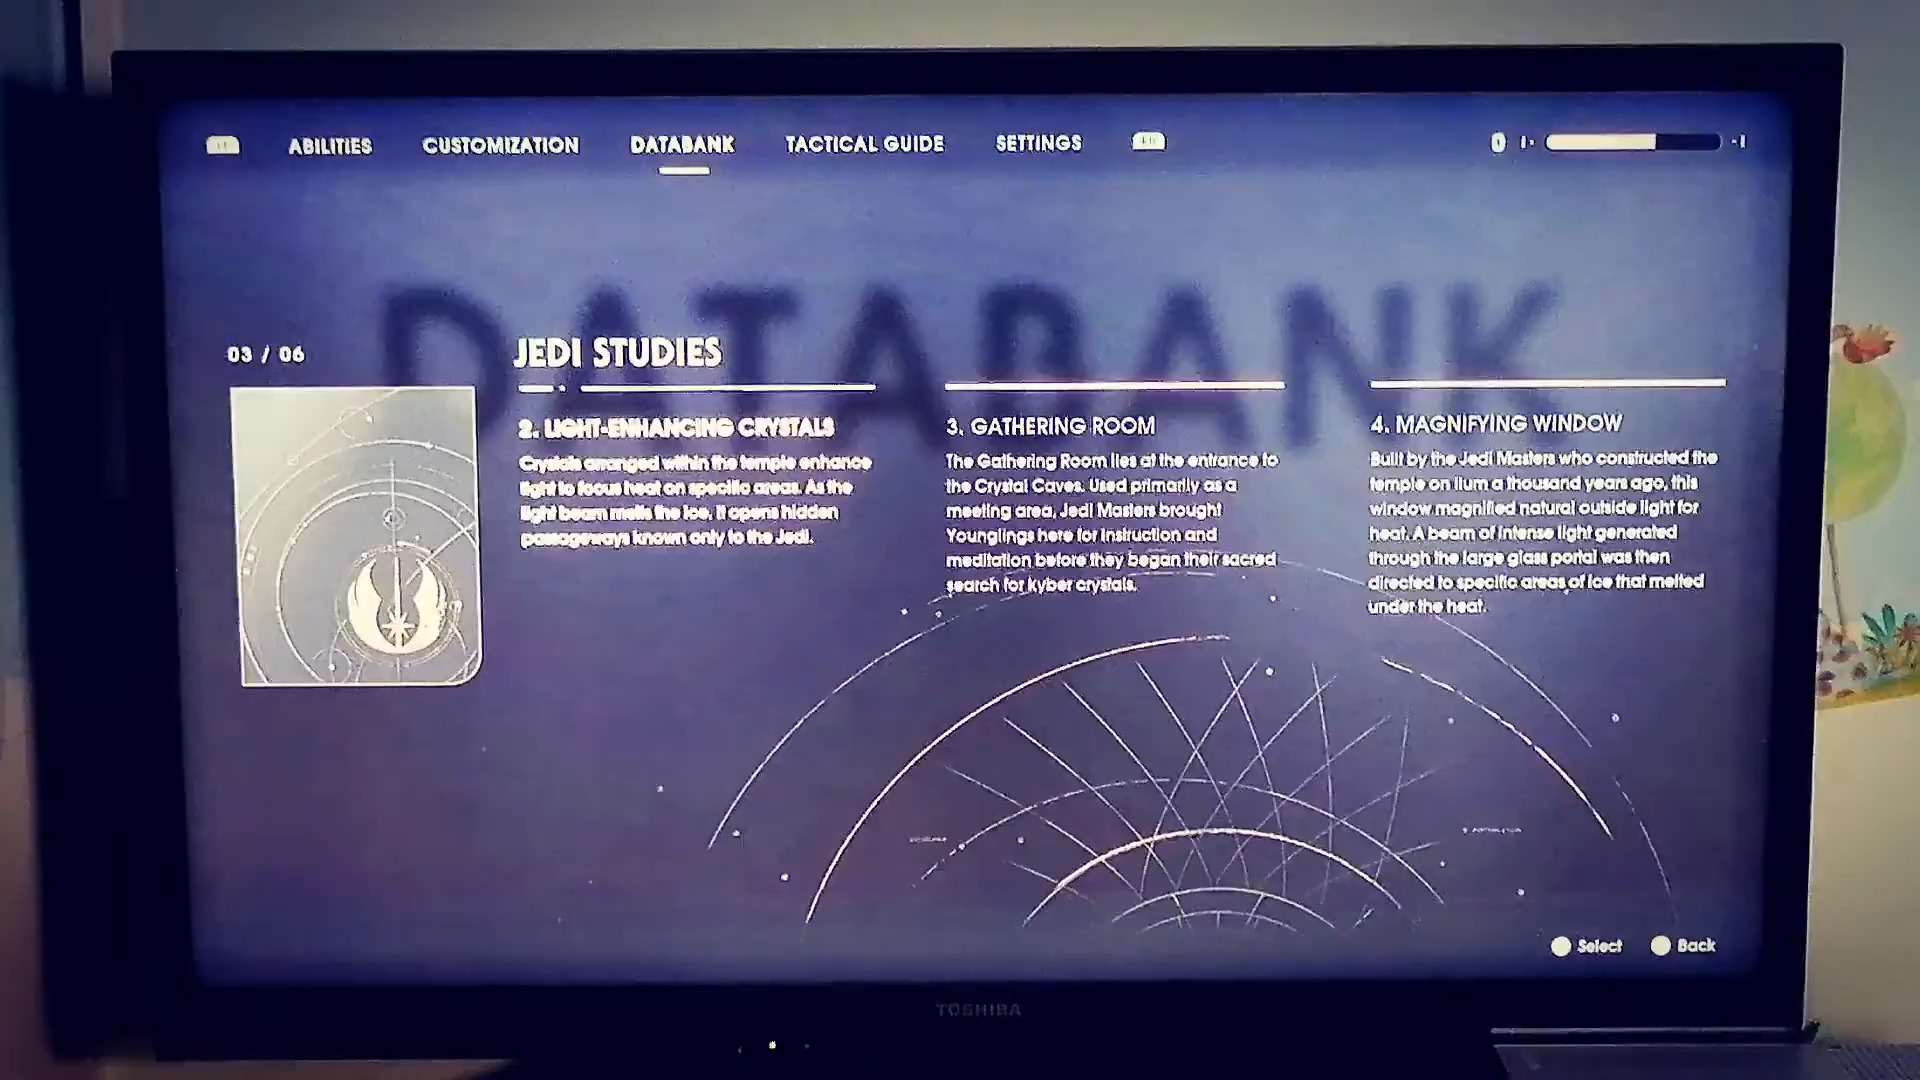 ABILITIES CUSTOMIZATION DATABANK TACTICAL GUIDE SETTINGS 0
DATABANK
03 / 06
JEDI STUDIES
2. LIGHT-ENHANCING CRYSTALS
Crystals arranged within the temple enhance
light to focus heat on specific areas. As the
light beam melts the ice, it opens hidden
passageways known only to the Jedi.
3. GATHERING ROOM
The Gathering Room lies at the entrance to
the Crystal Caves. Used primarily as a
meeting area, Jedi Masters brought
Younglings here for instruction and
meditation before they began their sacred
search for kyber crystals.
4. MAGNIFYING WINDOW
Built by the Jedi Masters who constructed the
temple on Ilum a thousand years ago, this
window magnified natural outside light for
heat. A beam of intense light generated
through the large glass portal was then
directed to specific areas of ice that melted
under the heat.
Select Back
TOSHIBA